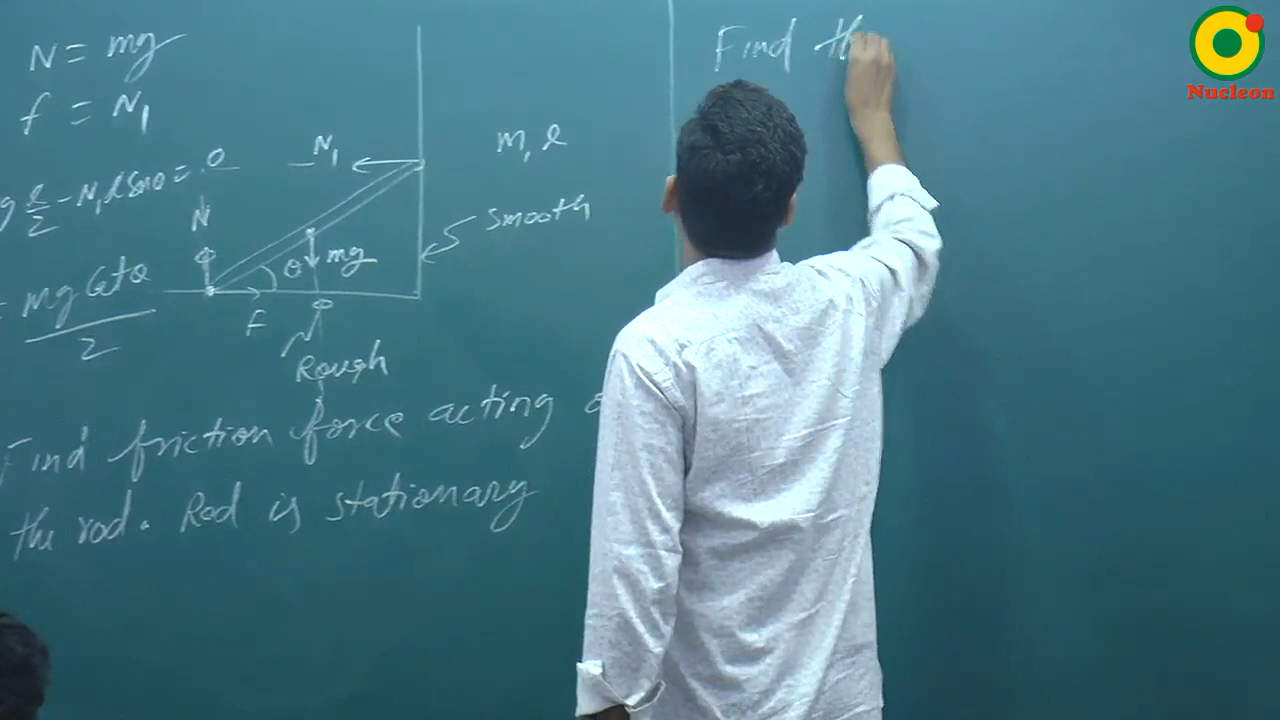 N = mg
f = N₁
g ℓ/2 - N₁ ℓ sinθ = 0
mg Cotθ
2
N₁
N
θ
mg
f
m, ℓ
Smooth
Rough
Find friction force acting
the rod. Rod is stationary
Find th
Nucleon